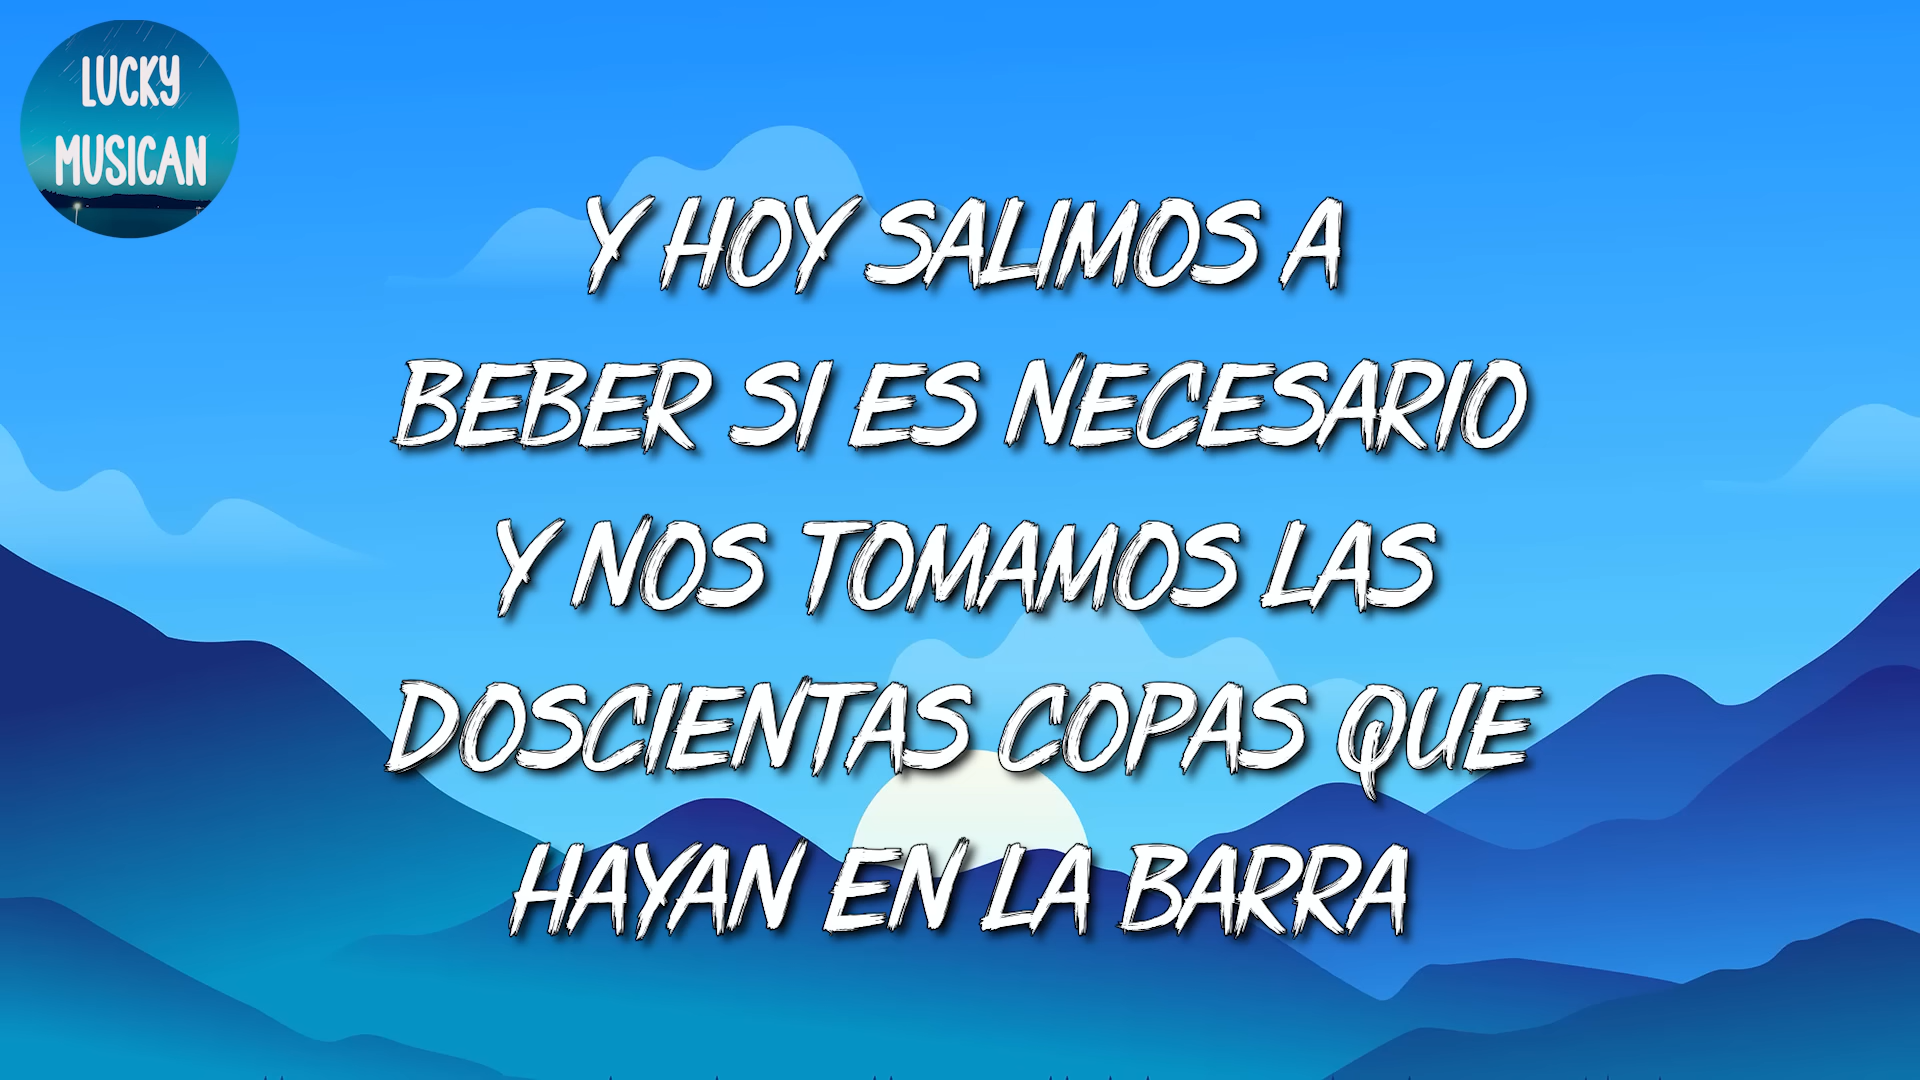 LUCKY
MUSICAN
Y HOY SALIMOS A
BEBER SI ES NECESARIO
Y NOS TOMAMOS LAS
DOSCIENTAS COPAS QUE
HAYAN EN LA BARRA